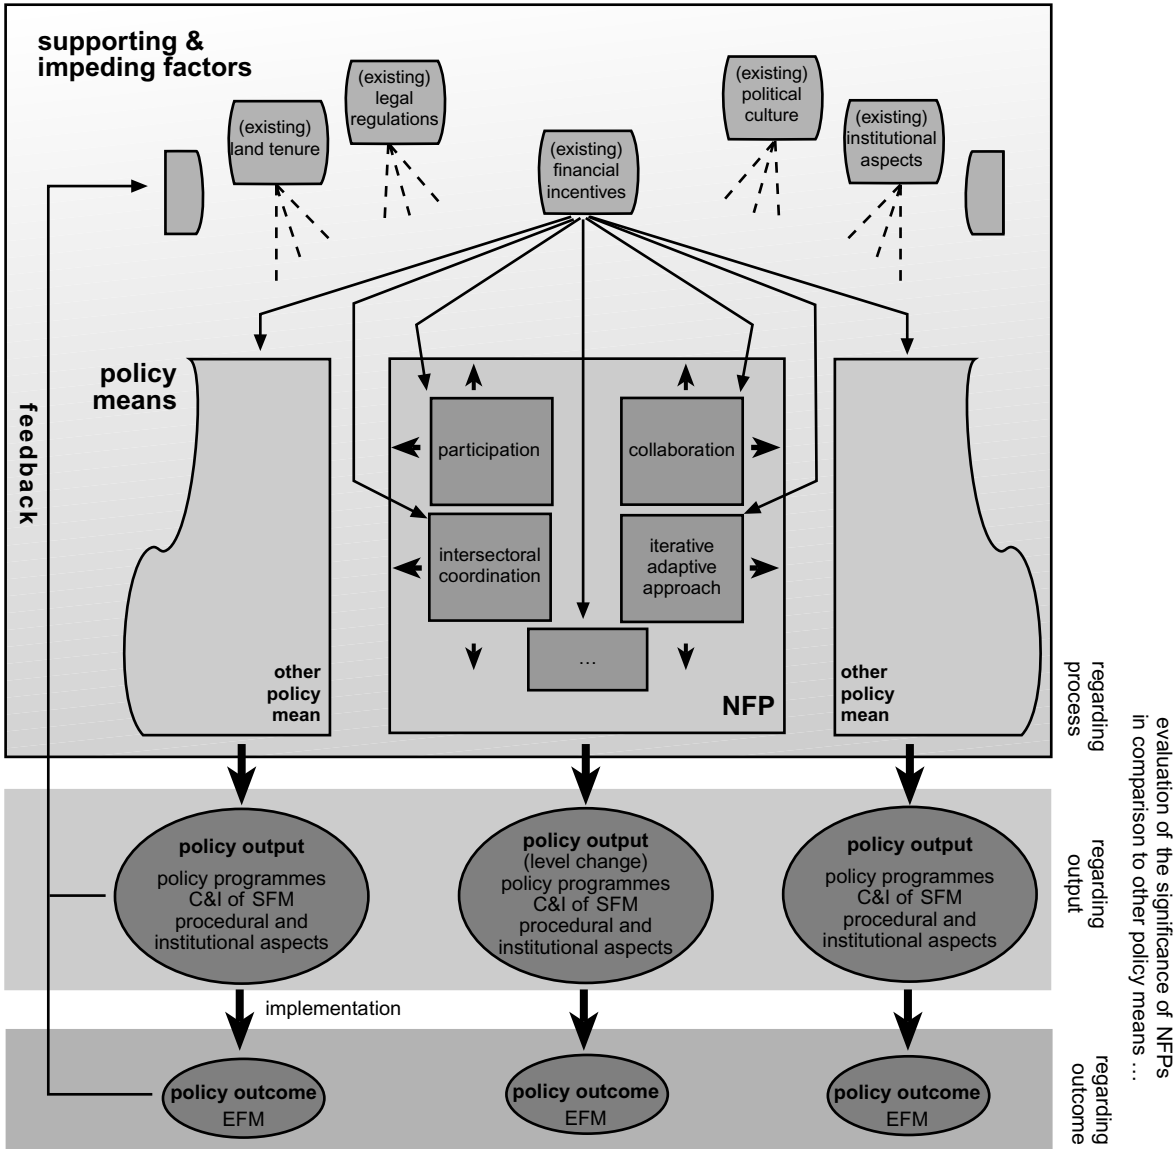 supporting &
impeding factors
(existing)
land tenure
(existing)
legal
regulations
(existing)
financial
incentives
(existing)
political
culture
(existing)
institutional
aspects
feedback
policy
means
participation
collaboration
intersectoral
coordination
iterative
adaptive
approach
…
NFP
other
policy
mean
other
policy
mean
policy output
policy programmes
C&I of SFM
procedural and
institutional aspects
policy output
(level change)
policy programmes
C&I of SFM
procedural and
institutional aspects
policy output
policy programmes
C&I of SFM
procedural and
institutional aspects
implementation
policy outcome
EFM
policy outcome
EFM
policy outcome
EFM
regarding
process
regarding
output
regarding
outcome
evaluation of the significance of NFPs
in comparison to other policy means ...